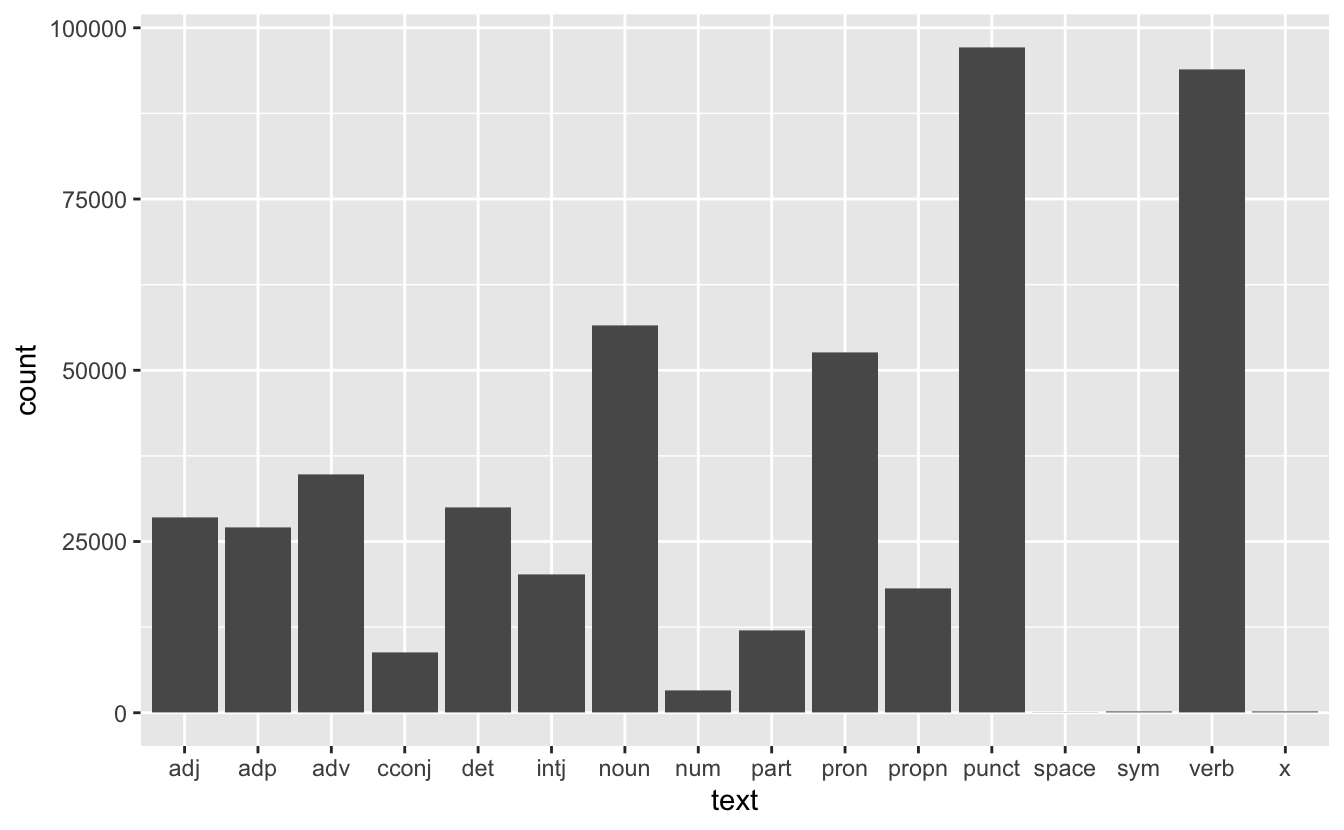 100000
75000
50000
25000
0
count
adj adp adv cconj det intj noun num part pron propn punct space sym verb x
text